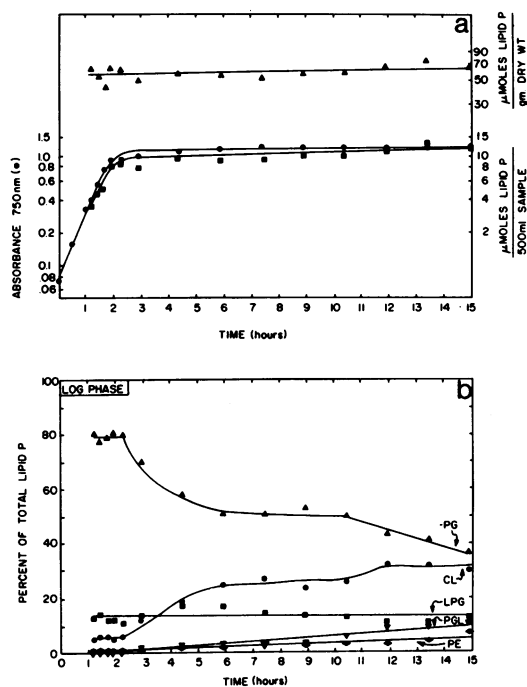 a
µMOLES LIPID P
gm DRY WT
90
70
50
30
ABSORBANCE 750nm (•)
1.5
1.0
0.8
0.6
0.4
0.2
0.1
.08
.06
15
10
6
4
2
µMOLES LIPID P
500ml SAMPLE
1 2 3 4 5 6 7 8 9 10 11 12 13 14 15
TIME (hours)
b
LOG PHASE
PERCENT OF TOTAL LIPID P
100
80
60
40
20
0
PG
CL
LPG
PGL
PE
0 1 2 3 4 5 6 7 8 9 10 11 12 13 14 15
TIME (hours)